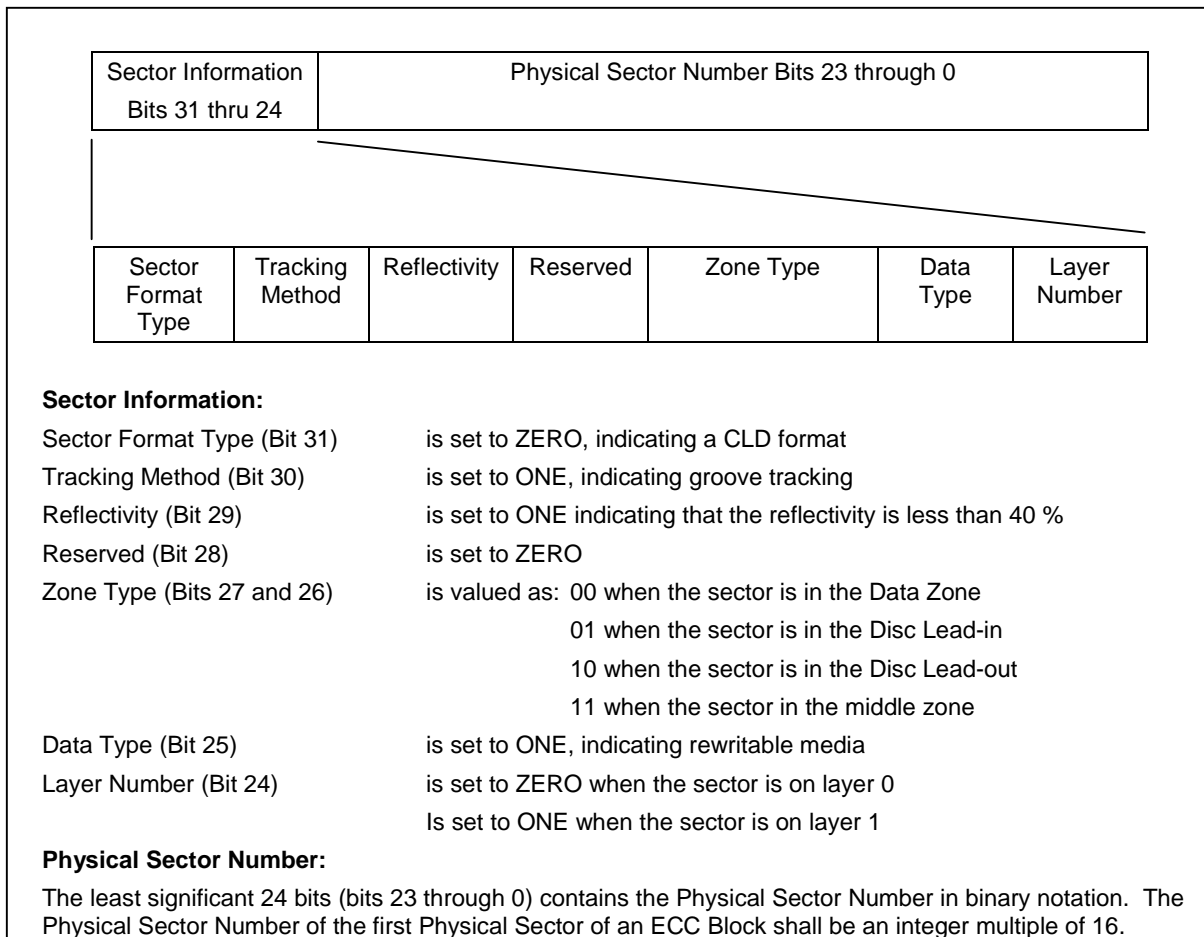 Sector Information Physical Sector Number Bits 23 through 0
Bits 31 thru 24
Sector Tracking Reflectivity Reserved Zone Type Data Layer
Format Method Type Number
Type
Sector Information:
Sector Format Type (Bit 31) is set to ZERO, indicating a CLD format
Tracking Method (Bit 30) is set to ONE, indicating groove tracking
Reflectivity (Bit 29) is set to ONE indicating that the reflectivity is less than 40 %
Reserved (Bit 28) is set to ZERO
Zone Type (Bits 27 and 26) is valued as: 00 when the sector is in the Data Zone
01 when the sector is in the Disc Lead-in
10 when the sector is in the Disc Lead-out
11 when the sector in the middle zone
Data Type (Bit 25) is set to ONE, indicating rewritable media
Layer Number (Bit 24) is set to ZERO when the sector is on layer 0
Is set to ONE when the sector is on layer 1
Physical Sector Number:
The least significant 24 bits (bits 23 through 0) contains the Physical Sector Number in binary notation. The
Physical Sector Number of the first Physical Sector of an ECC Block shall be an integer multiple of 16.